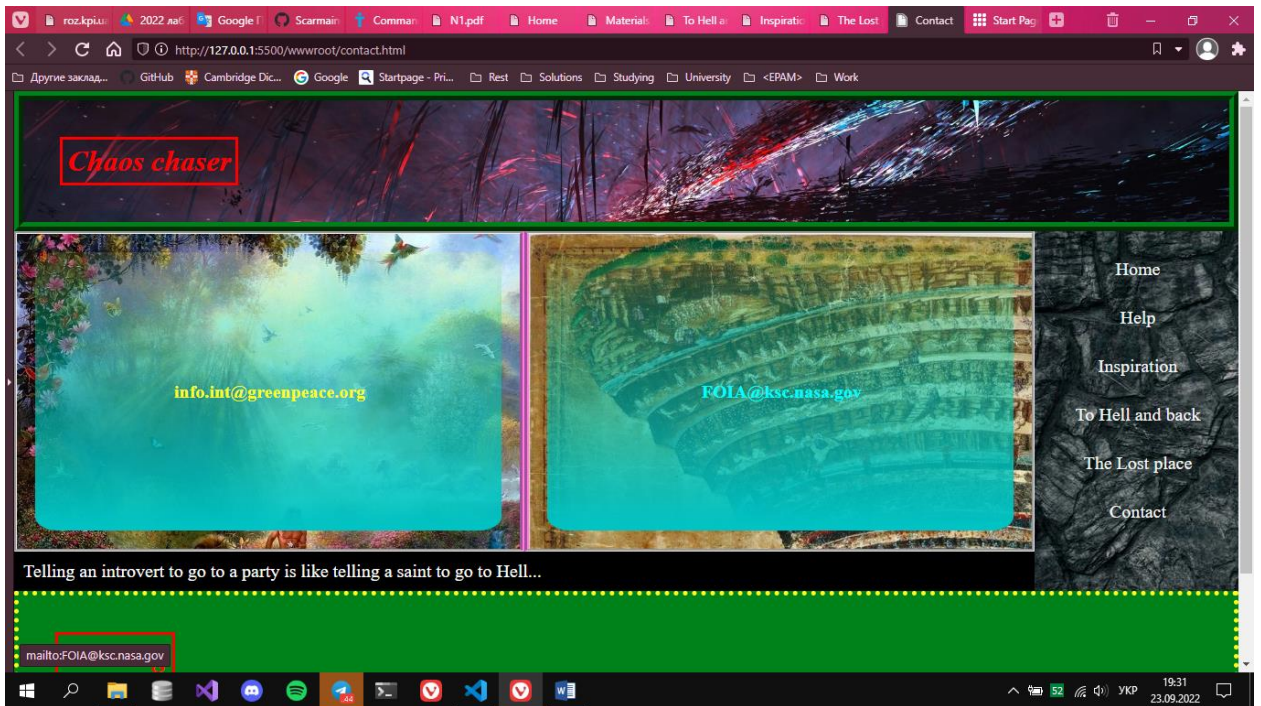 roz.kpi.ua
2022 лаб
Google П
Scarmain
Comman
N1.pdf
Home
Materials
To Hell a
Inspiratio
The Lost
Contact
Start Pag
http://127.0.0.1:5500/wwwroot/contact.html
Другие заклад...
GitHub
Cambridge Dic...
Google
Startpage - Pri...
Rest
Solutions
Studying
University
<EPAM>
Work
Chaos chaser
info.int@greenpeace.org
FOIA@ksc.nasa.gov
Home
Help
Inspiration
To Hell and back
The Lost place
Contact
Telling an introvert to go to a party is like telling a saint to go to Hell...
mailto:FOIA@ksc.nasa.gov
44
52
УКР
19:31
23.09.2022